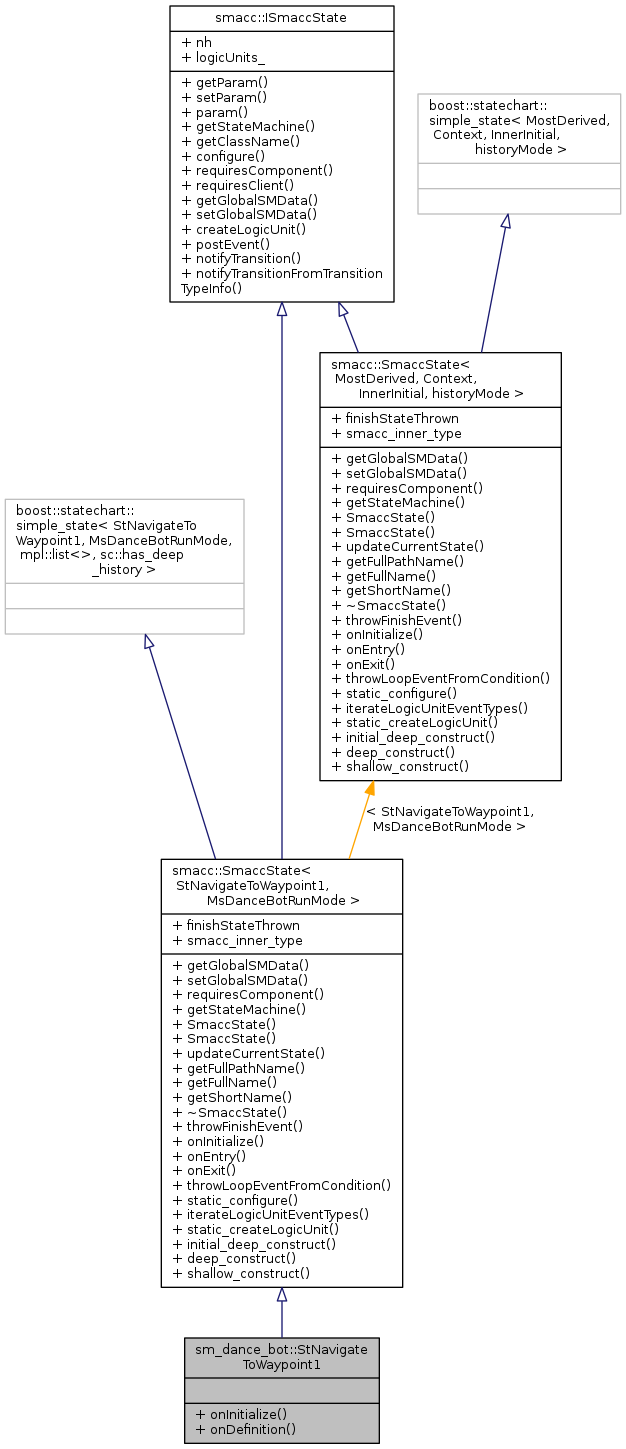 smacc::ISmaccState
+ nh
+ logicUnits_
+ getParam()
+ setParam()
+ param()
+ getStateMachine()
+ getClassName()
+ configure()
+ requiresComponent()
+ requiresClient()
+ getGlobalSMData()
+ setGlobalSMData()
+ createLogicUnit()
+ postEvent()
+ notifyTransition()
+ notifyTransitionFromTransition
TypeInfo()
boost::statechart::
simple_state< MostDerived,
Context, InnerInitial,
historyMode >
smacc::SmaccState<
MostDerived, Context,
InnerInitial, historyMode >
+ finishStateThrown
+ smacc_inner_type
+ getGlobalSMData()
+ setGlobalSMData()
+ requiresComponent()
+ getStateMachine()
+ SmaccState()
+ SmaccState()
+ updateCurrentState()
+ getFullPathName()
+ getFullName()
+ getShortName()
+ ~SmaccState()
+ throwFinishEvent()
+ onInitialize()
+ onEntry()
+ onExit()
+ throwLoopEventFromCondition()
+ static_configure()
+ iterateLogicUnitEventTypes()
+ static_createLogicUnit()
+ initial_deep_construct()
+ deep_construct()
+ shallow_construct()
boost::statechart::
simple_state< StNavigateTo
Waypoint1, MsDanceBotRunMode,
mpl::list<>, sc::has_deep
_history >
< StNavigateToWaypoint1,
MsDanceBotRunMode >
smacc::SmaccState<
StNavigateToWaypoint1,
MsDanceBotRunMode >
+ finishStateThrown
+ smacc_inner_type
+ getGlobalSMData()
+ setGlobalSMData()
+ requiresComponent()
+ getStateMachine()
+ SmaccState()
+ SmaccState()
+ updateCurrentState()
+ getFullPathName()
+ getFullName()
+ getShortName()
+ ~SmaccState()
+ throwFinishEvent()
+ onInitialize()
+ onEntry()
+ onExit()
+ throwLoopEventFromCondition()
+ static_configure()
+ iterateLogicUnitEventTypes()
+ static_createLogicUnit()
+ initial_deep_construct()
+ deep_construct()
+ shallow_construct()
sm_dance_bot::StNavigate
ToWaypoint1
+ onInitialize()
+ onDefinition()